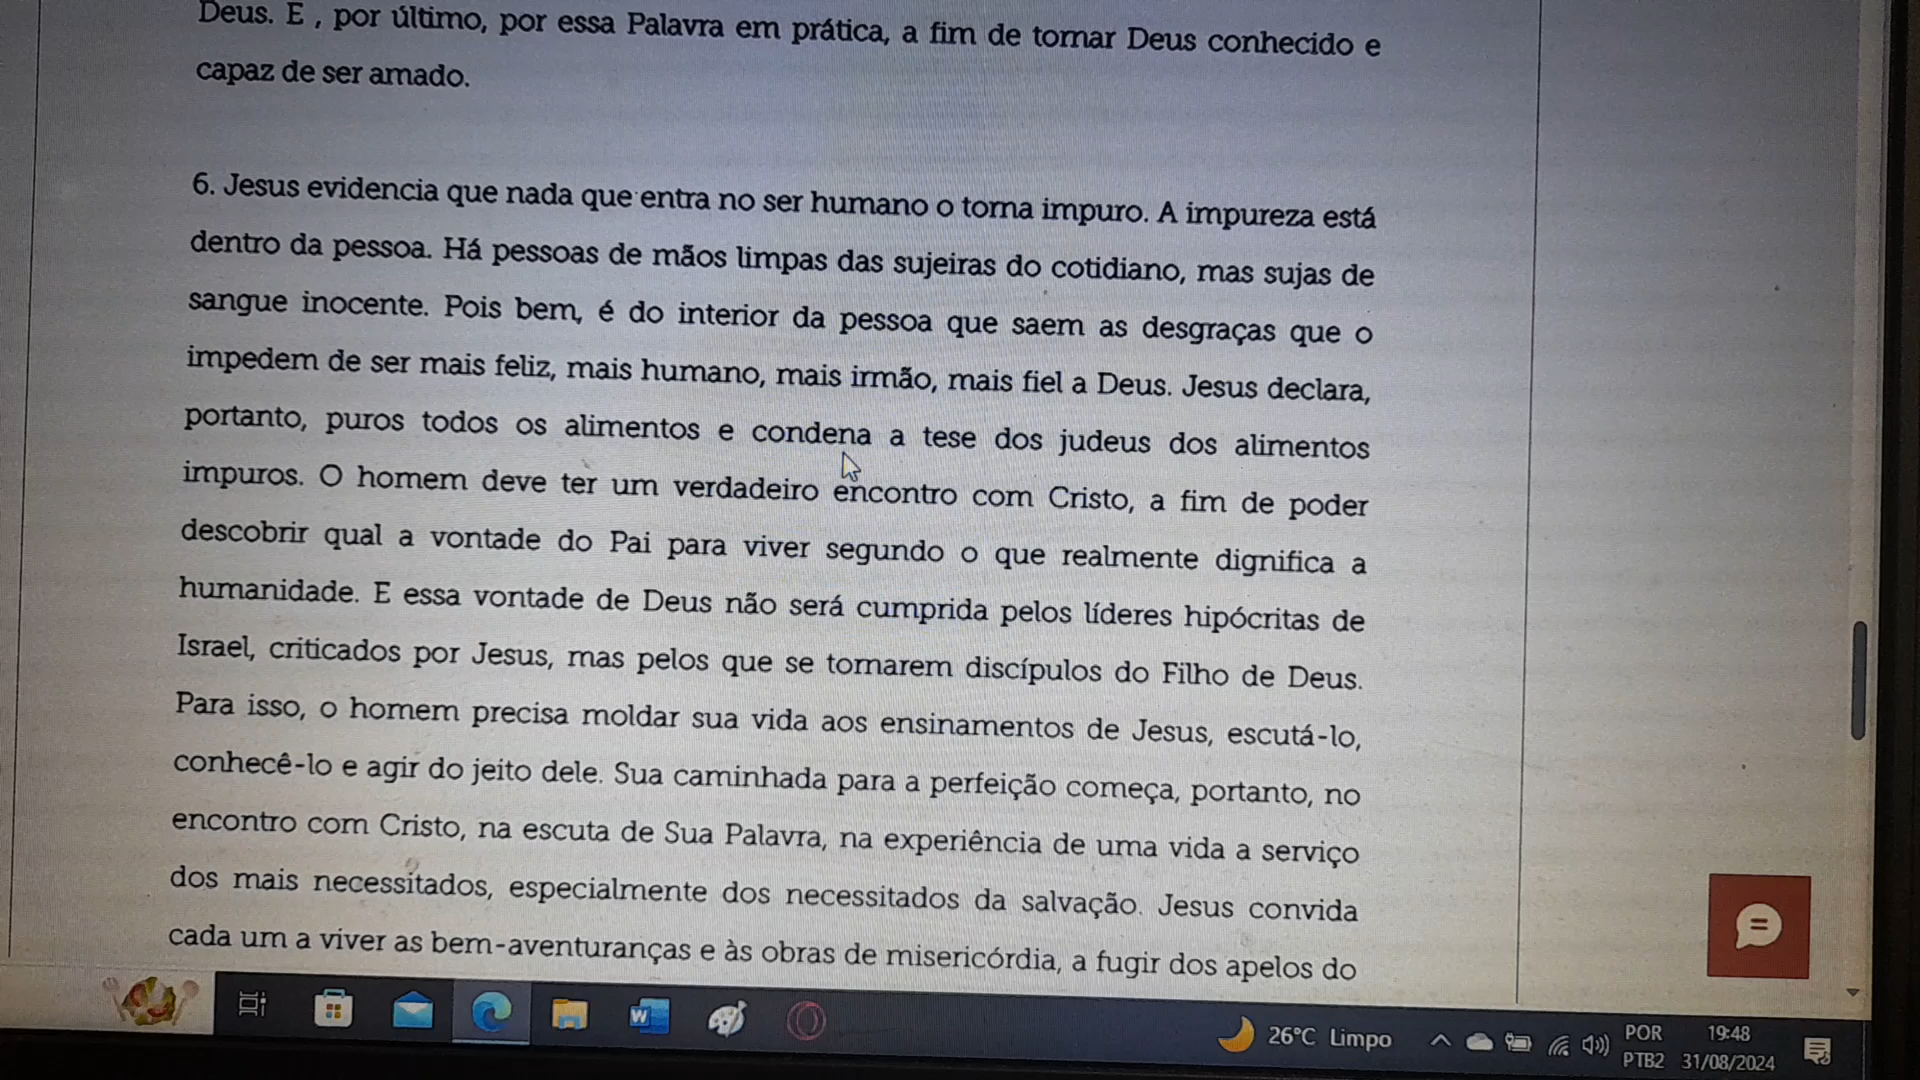 Deus. E , por último, por essa Palavra em prática, a fim de tornar Deus conhecido e
capaz de ser amado.
6. Jesus evidencia que nada que entra no ser humano o torna impuro. A impureza está
dentro da pessoa. Há pessoas de mãos limpas das sujeiras do cotidiano, mas sujas de
sangue inocente. Pois bem, é do interior da pessoa que saem as desgraças que o
impedem de ser mais feliz, mais humano, mais irmão, mais fiel a Deus. Jesus declara,
portanto, puros todos os alimentos e condena a tese dos judeus dos alimentos
impuros. O homem deve ter um verdadeiro encontro com Cristo, a fim de poder
descobrir qual a vontade do Pai para viver segundo o que realmente dignifica a
humanidade. E essa vontade de Deus não será cumprida pelos líderes hipócritas de
Israel, criticados por Jesus, mas pelos que se tornarem discípulos do Filho de Deus.
Para isso, o homem precisa moldar sua vida aos ensinamentos de Jesus, escutá-lo,
conhecê-lo e agir do jeito dele. Sua caminhada para a perfeição começa, portanto, no
encontro com Cristo, na escuta de Sua Palavra, na experiência de uma vida a serviço
dos mais necessitados, especialmente dos necessitados da salvação. Jesus convida
cada um a viver as bem-aventuranças e às obras de misericórdia, a fugir dos apelos do
W
26°C Limpo
POR
PTB2
19:48
31/08/2024